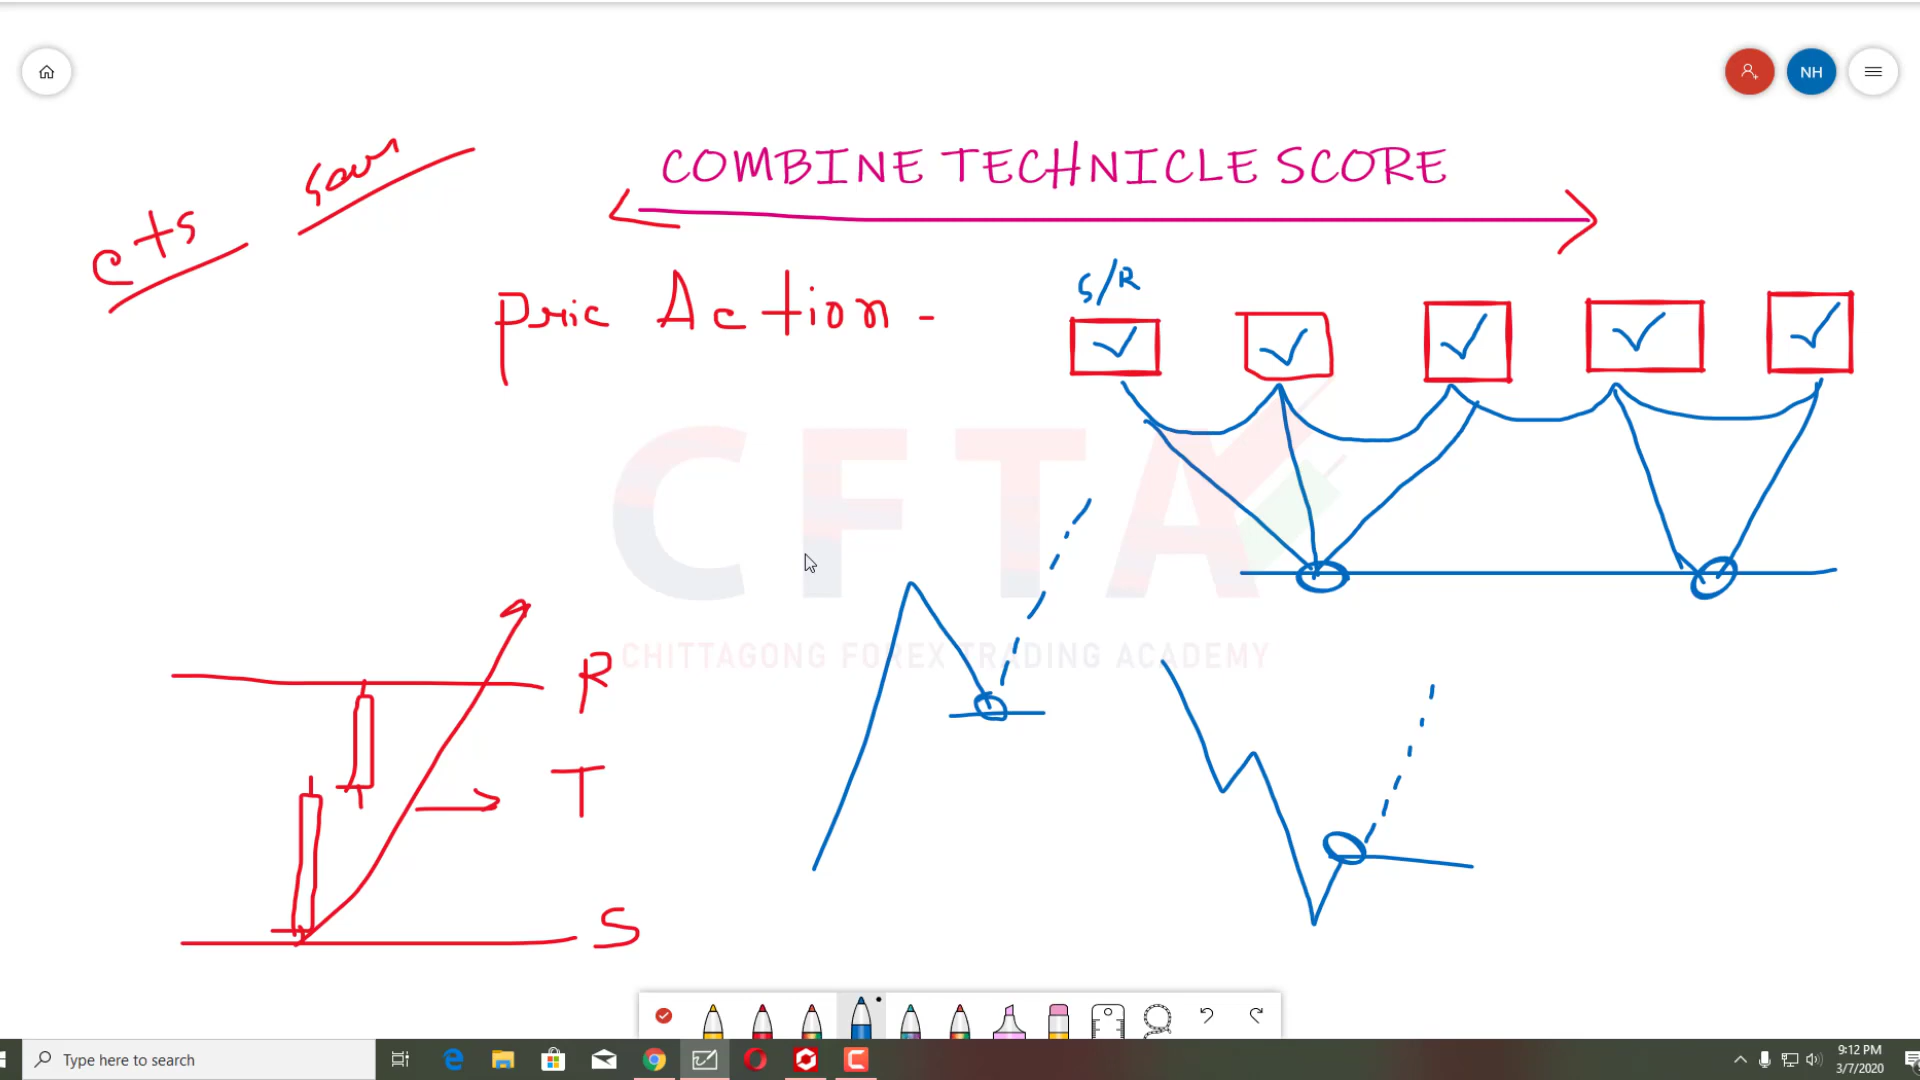 NH
COMBINE TECHNICLE SCORE
cts
S/R
Pric Action -
CFTA
CHITTAGONG FOREX TRADING ACADEMY
R
T
S
Type here to search
9:12 PM
3/7/2020